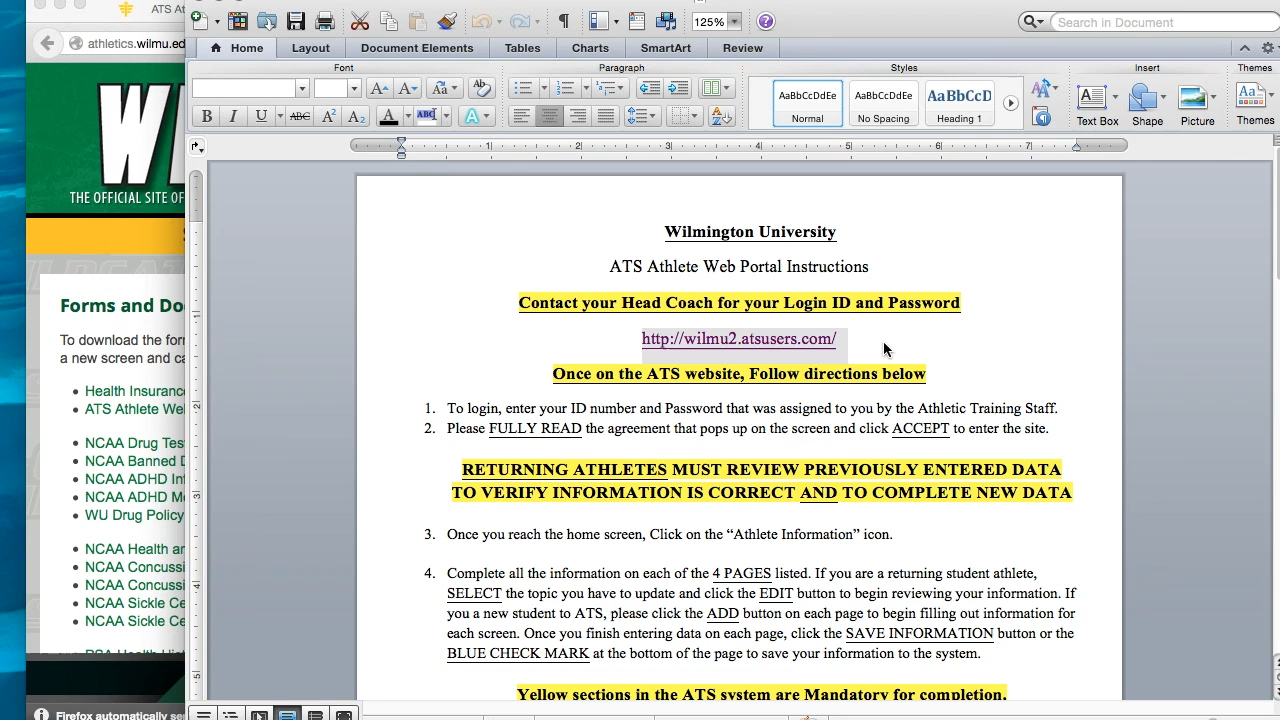 ATS At
athletics.wilmu.ed
125%
Search in Document
Home
Layout
Document Elements
Tables
Charts
SmartArt
Review
Font
Paragraph
Styles
Insert
Themes
AaBbCcDdEe
Normal
AaBbCcDdEe
No Spacing
AaBbCcD
Heading 1
Text Box
Shape
Picture
Themes
B I U ABC A2 A2
THE OFFICIAL SITE OF
Forms and Do
To download the for
a new screen and ca
Health Insuranc
ATS Athlete We
NCAA Drug Tes
NCAA Banned D
NCAA ADHD In
NCAA ADHD M
WU Drug Policy
NCAA Health an
NCAA Concuss
NCAA Concussi
NCAA Sickle Ce
NCAA Sickle Ce
Firefox automatically se
Wilmington University
ATS Athlete Web Portal Instructions
Contact your Head Coach for your Login ID and Password
http://wilmu2.atsusers.com/
Once on the ATS website, Follow directions below
1. To login, enter your ID number and Password that was assigned to you by the Athletic Training Staff.
2. Please FULLY READ the agreement that pops up on the screen and click ACCEPT to enter the site.
RETURNING ATHLETES MUST REVIEW PREVIOUSLY ENTERED DATA
TO VERIFY INFORMATION IS CORRECT AND TO COMPLETE NEW DATA
3. Once you reach the home screen, Click on the “Athlete Information” icon.
4. Complete all the information on each of the 4 PAGES listed. If you are a returning student athlete,
SELECT the topic you have to update and click the EDIT button to begin reviewing your information. If
you a new student to ATS, please click the ADD button on each page to begin filling out information for
each screen. Once you finish entering data on each page, click the SAVE INFORMATION button or the
BLUE CHECK MARK at the bottom of the page to save your information to the system.
Yellow sections in the ATS system are Mandatory for completion.